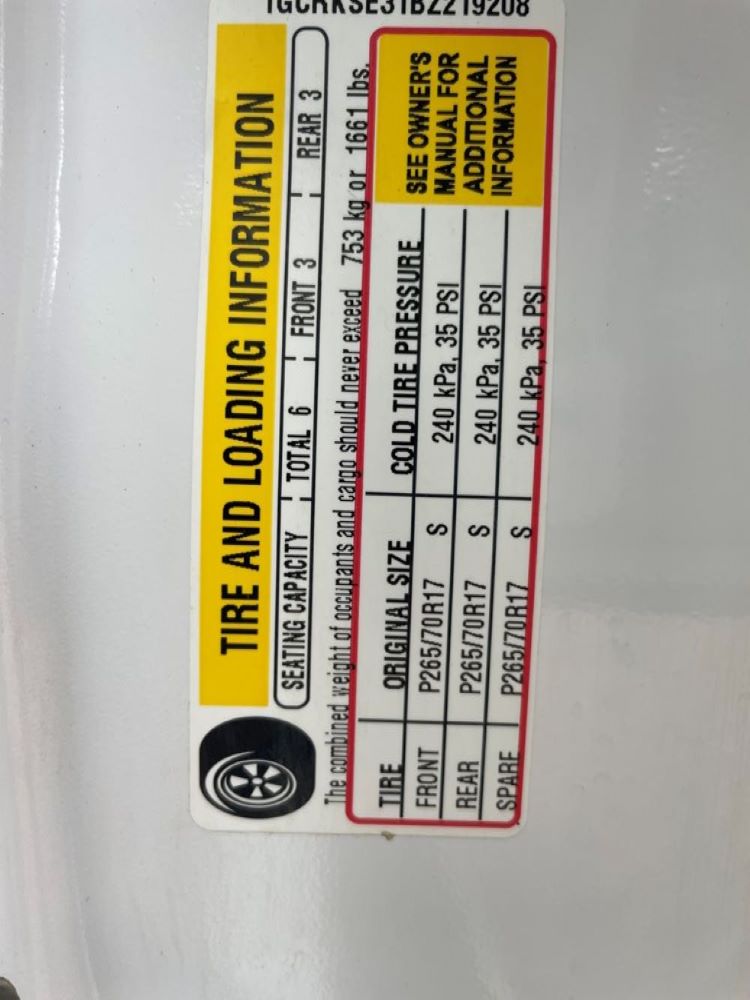 1GCRKSE31BZ219208
TIRE AND LOADING INFORMATION
SEATING CAPACITY TOTAL 6 FRONT 3 REAR 3
The combined weight of occupants and cargo should never exceed 753 kg or 1661 lbs.
TIRE ORIGINAL SIZE COLD TIRE PRESSURE
FRONT P265/70R17 S 240 kPa, 35 PSI
REAR P265/70R17 S 240 kPa, 35 PSI
SPARE P265/70R17 S 240 kPa, 35 PSI
SEE OWNER'S
MANUAL FOR
ADDITIONAL
INFORMATION